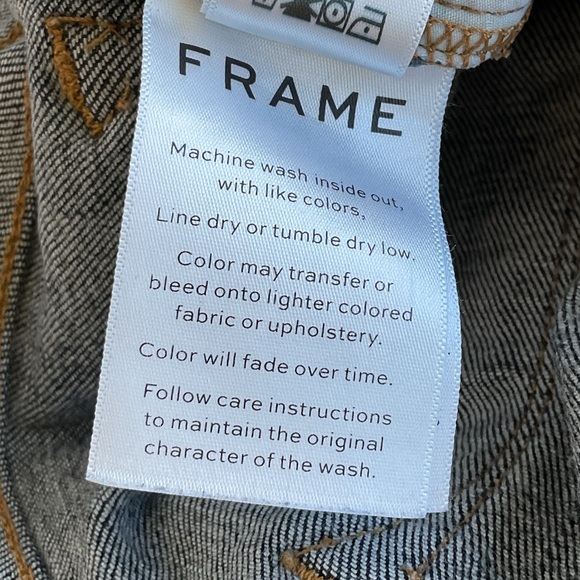 FRAME
Machine wash inside out,
with like colors,
Line dry or tumble dry low.
Color may transfer or
bleed onto lighter colored
fabric or upholstery.
Color will fade over time.
Follow care instructions
to maintain the original
character of the wash.